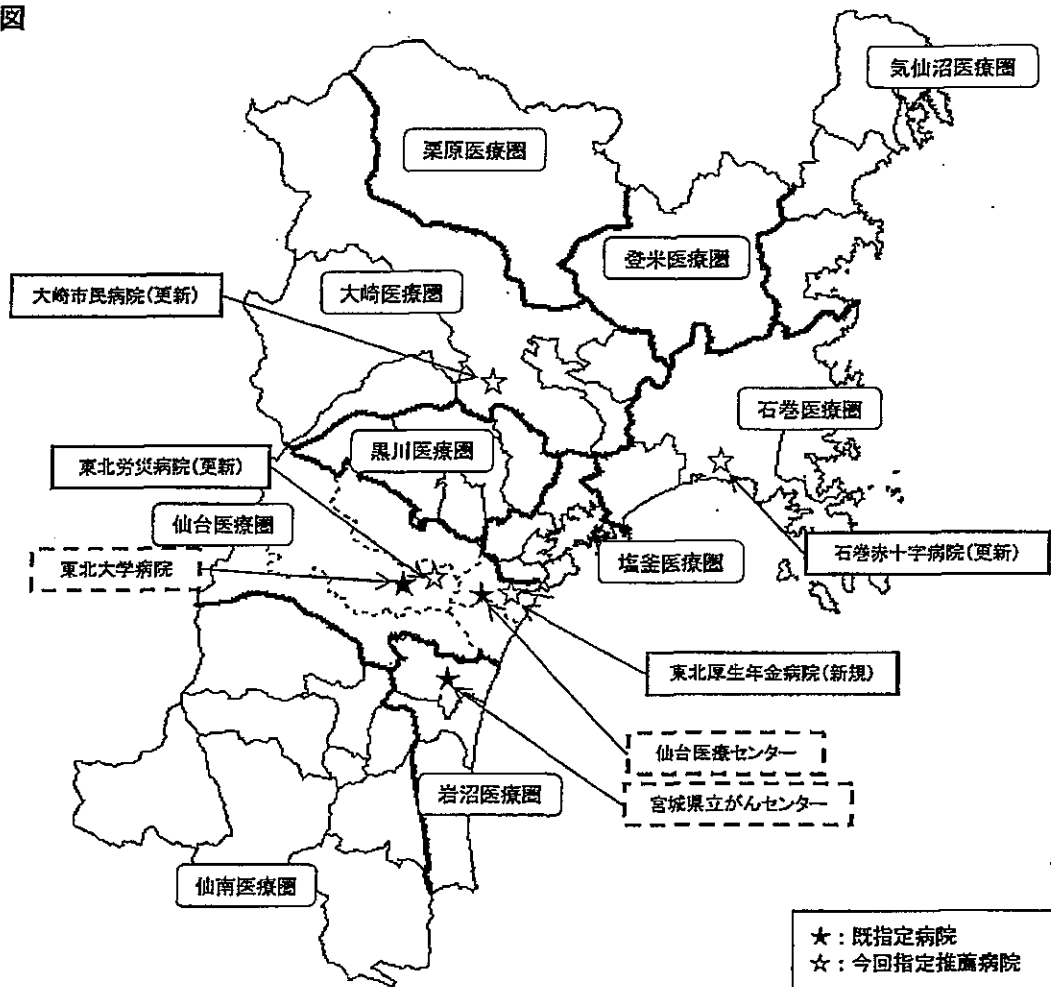 図
気仙沼医療圏
栗原医療圏
登米医療圏
大崎市民病院(更新)
大崎医療圏
石巻医療圏
黒川医療圏
東北労災病院(更新)
仙台医療圏
塩釜医療圏
石巻赤十字病院(更新)
東北大学病院
東北厚生年金病院(新規)
仙台医療センター
岩沼医療圏
宮城県立がんセンター
仙南医療圏
★:既指定病院
☆:今回指定推薦病院